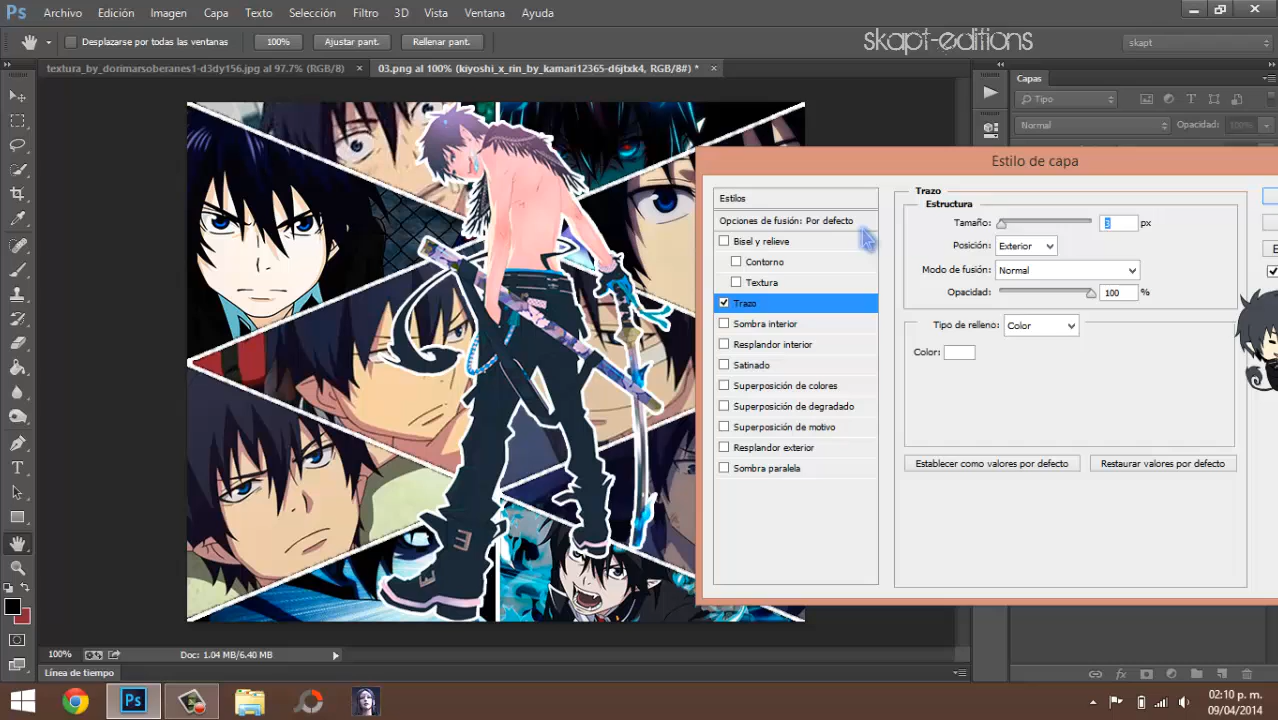 Ps Archivo Edición Imagen Capa Texto Selección Filtro 3D Vista Ventana Ayuda
Desplazarse por todas las ventanas 100% Ajustar pant. Rellenar pant. skapt-editions skapt
textura_by_dorimarsoberanes1-d3dy156.jpg al 97.7% (RGB/8) × 03.png al 100% (kiyoshi_x_rin_by_kamari12365-d6jtxk4, RGB/8#) * ×
Capas
Tipo
Normal Opacidad: 100%
Estilo de capa
Estilos
Opciones de fusión: Por defecto
Bisel y relieve
Contorno
Textura
Trazo
Sombra interior
Resplandor interior
Satinado
Superposición de colores
Superposición de degradado
Superposición de motivo
Resplandor exterior
Sombra paralela
Trazo
Estructura
Tamaño: 3 px
Posición: Exterior
Modo de fusión: Normal
Opacidad: 100 %
Tipo de relleno: Color
Color:
Establecer como valores por defecto Restaurar valores por defecto
100% Doc: 1.04 MB/6.40 MB
Línea de tiempo
Ps
02:10 p. m.
09/04/2014